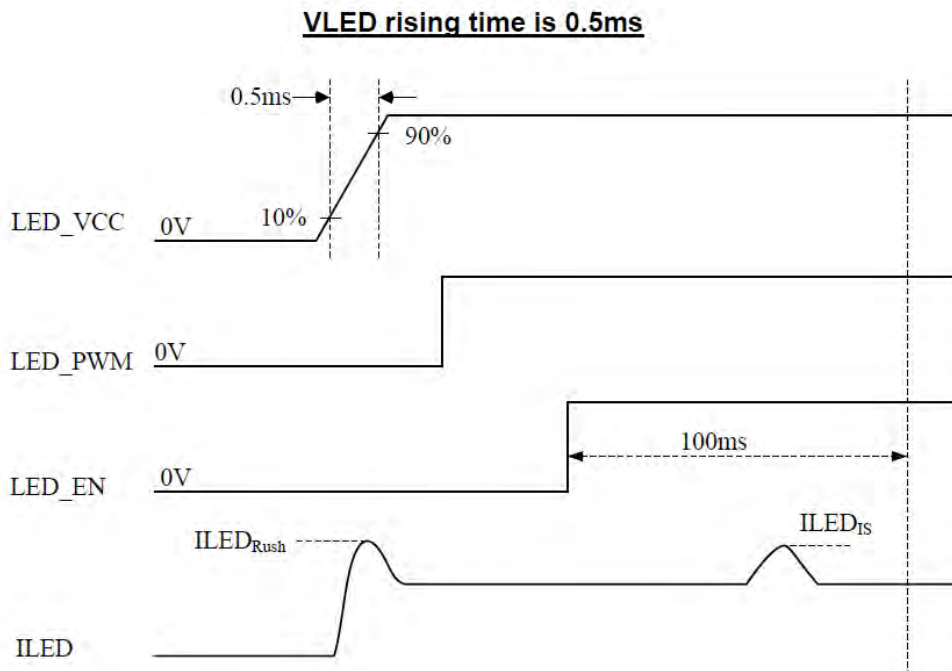 VLED rising time is 0.5ms
0.5ms
90%
LED_VCC 0V 10%
LED_PWM 0V
100ms
LED_EN 0V
ILEDRush ILEDIS
ILED